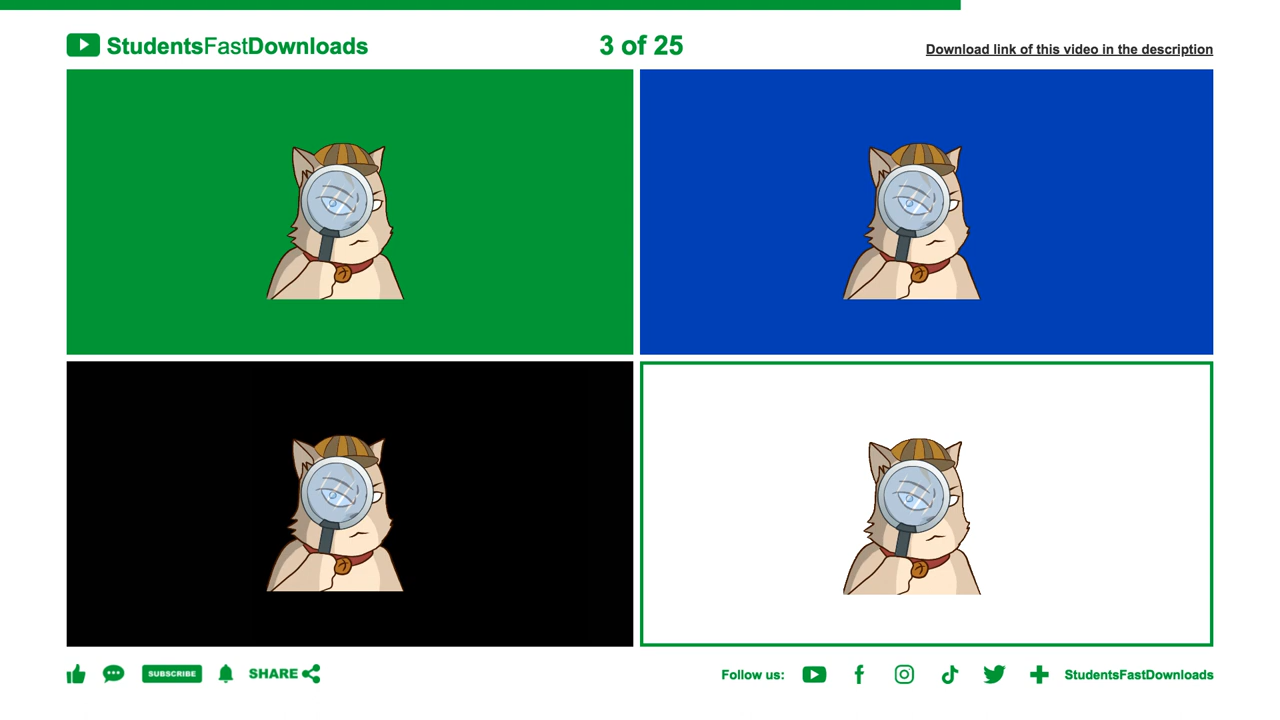 StudentsFastDownloads
3 of 25
Download link of this video in the description
SUBSCRIBE
SHARE
Follow us:
StudentsFastDownloads